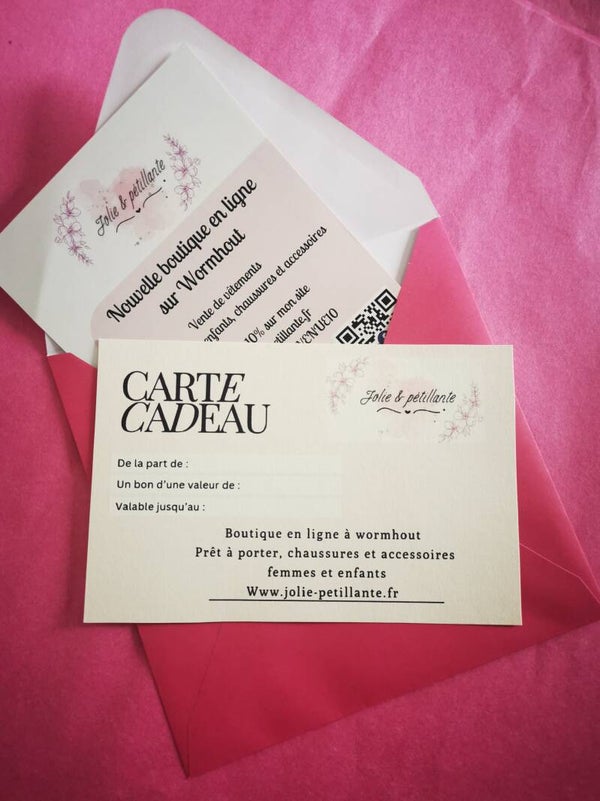 Jolie & pétillante
Nouvelle boutique en ligne
sur Wormhout
Vente de vêtements
enfants, chaussures et accessoires
10% sur mon site
CARTE
CADEAU
Jolie & pétillante
De la part de :
Un bon d'une valeur de :
Valable jusqu'au :
Boutique en ligne à wormhout
Prêt à porter, chaussures et accessoires
femmes et enfants
Www.jolie-petillante.fr